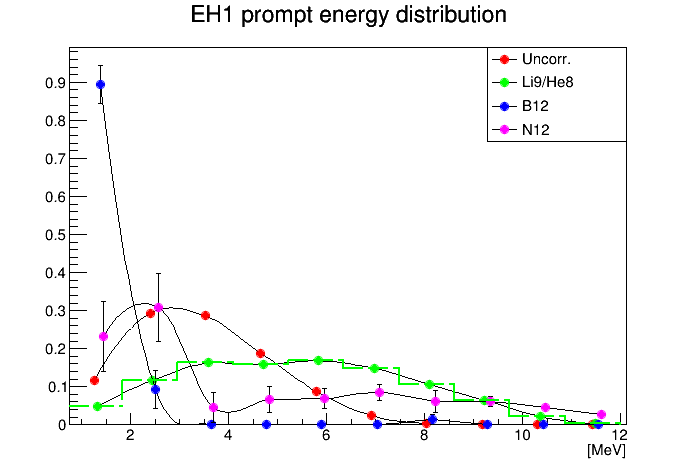 EH1 prompt energy distribution
Uncorr.
Li9/He8
B12
N12
0.9
0.8
0.7
0.6
0.5
0.4
0.3
0.2
0.1
0
2 4 6 8 10 12
[MeV]